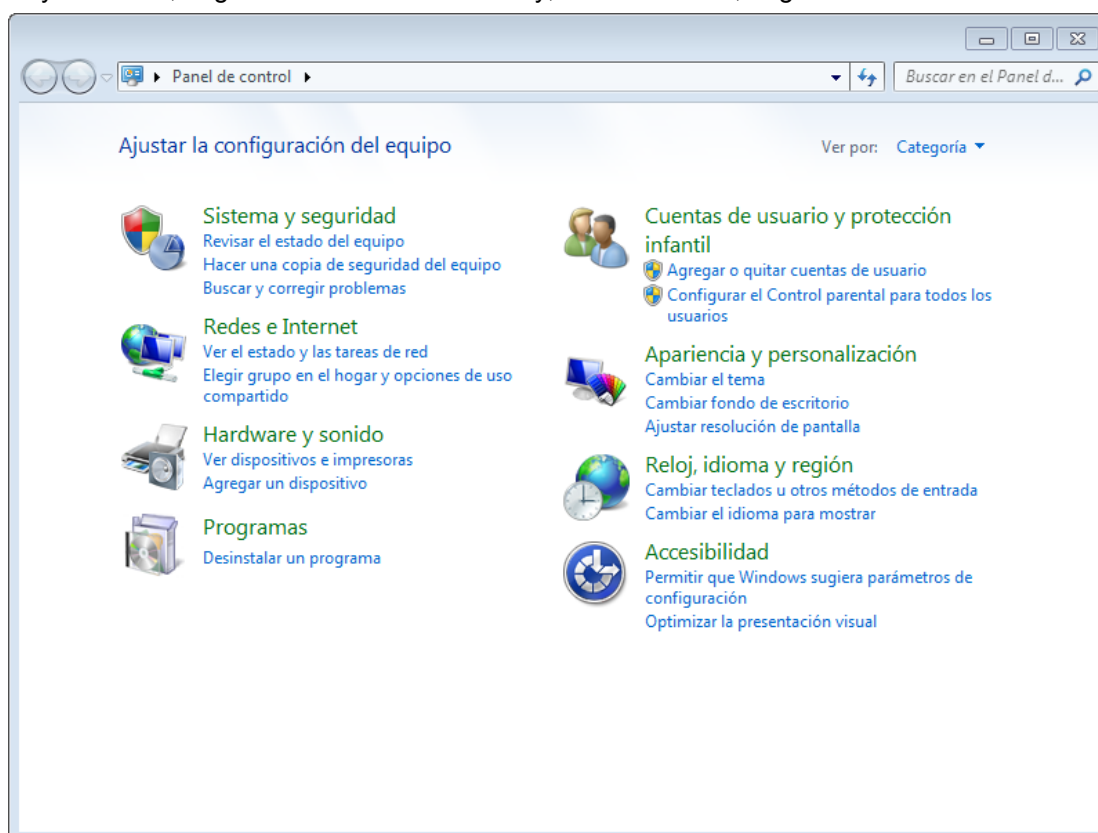 Panel de control
Buscar en el Panel d...
Ajustar la configuración del equipo
Ver por: Categoría
Sistema y seguridad
Revisar el estado del equipo
Hacer una copia de seguridad del equipo
Buscar y corregir problemas
Redes e Internet
Ver el estado y las tareas de red
Elegir grupo en el hogar y opciones de uso
compartido
Hardware y sonido
Ver dispositivos e impresoras
Agregar un dispositivo
Programas
Desinstalar un programa
Cuentas de usuario y protección
infantil
Agregar o quitar cuentas de usuario
Configurar el Control parental para todos los
usuarios
Apariencia y personalización
Cambiar el tema
Cambiar fondo de escritorio
Ajustar resolución de pantalla
Reloj, idioma y región
Cambiar teclados u otros métodos de entrada
Cambiar el idioma para mostrar
Accesibilidad
Permitir que Windows sugiera parámetros de
configuración
Optimizar la presentación visual